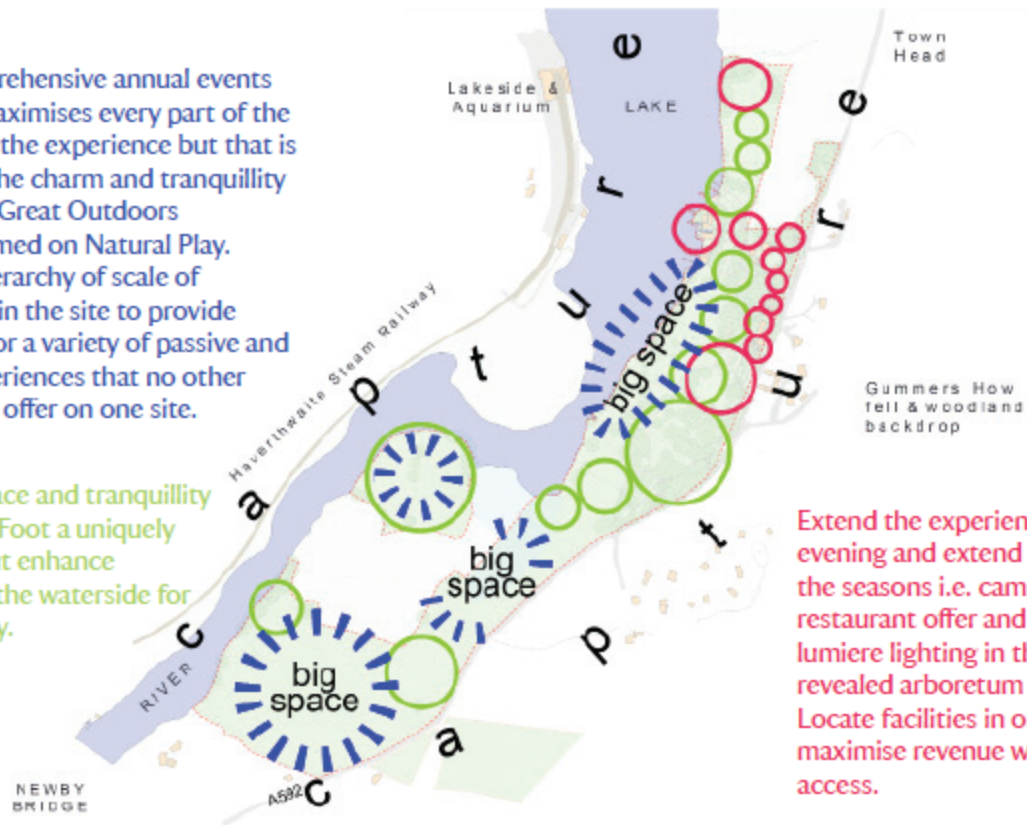 rehensive annual events
aximises every part of the
the experience but that is
he charm and tranquillity
Great Outdoors
med on Natural Play.
erarchy of scale of
in the site to provide
or a variety of passive and
eriences that no other
offer on one site.
ace and tranquillity
Foot a uniquely
t enhance
the waterside for
y.
Lakeside &
Aquarium
LAKE
Town
Head
Haverthwaite Steam Railway
capture
capture
big space
big
space
big
space
Gummers How
fell & woodland
backdrop
RIVER
NEWBY
BRIDGE
A592
Extend the experien
evening and extend
the seasons i.e. cam
restaurant offer and
lumiere lighting in th
revealed arboretum
Locate facilities in o
maximise revenue w
access.